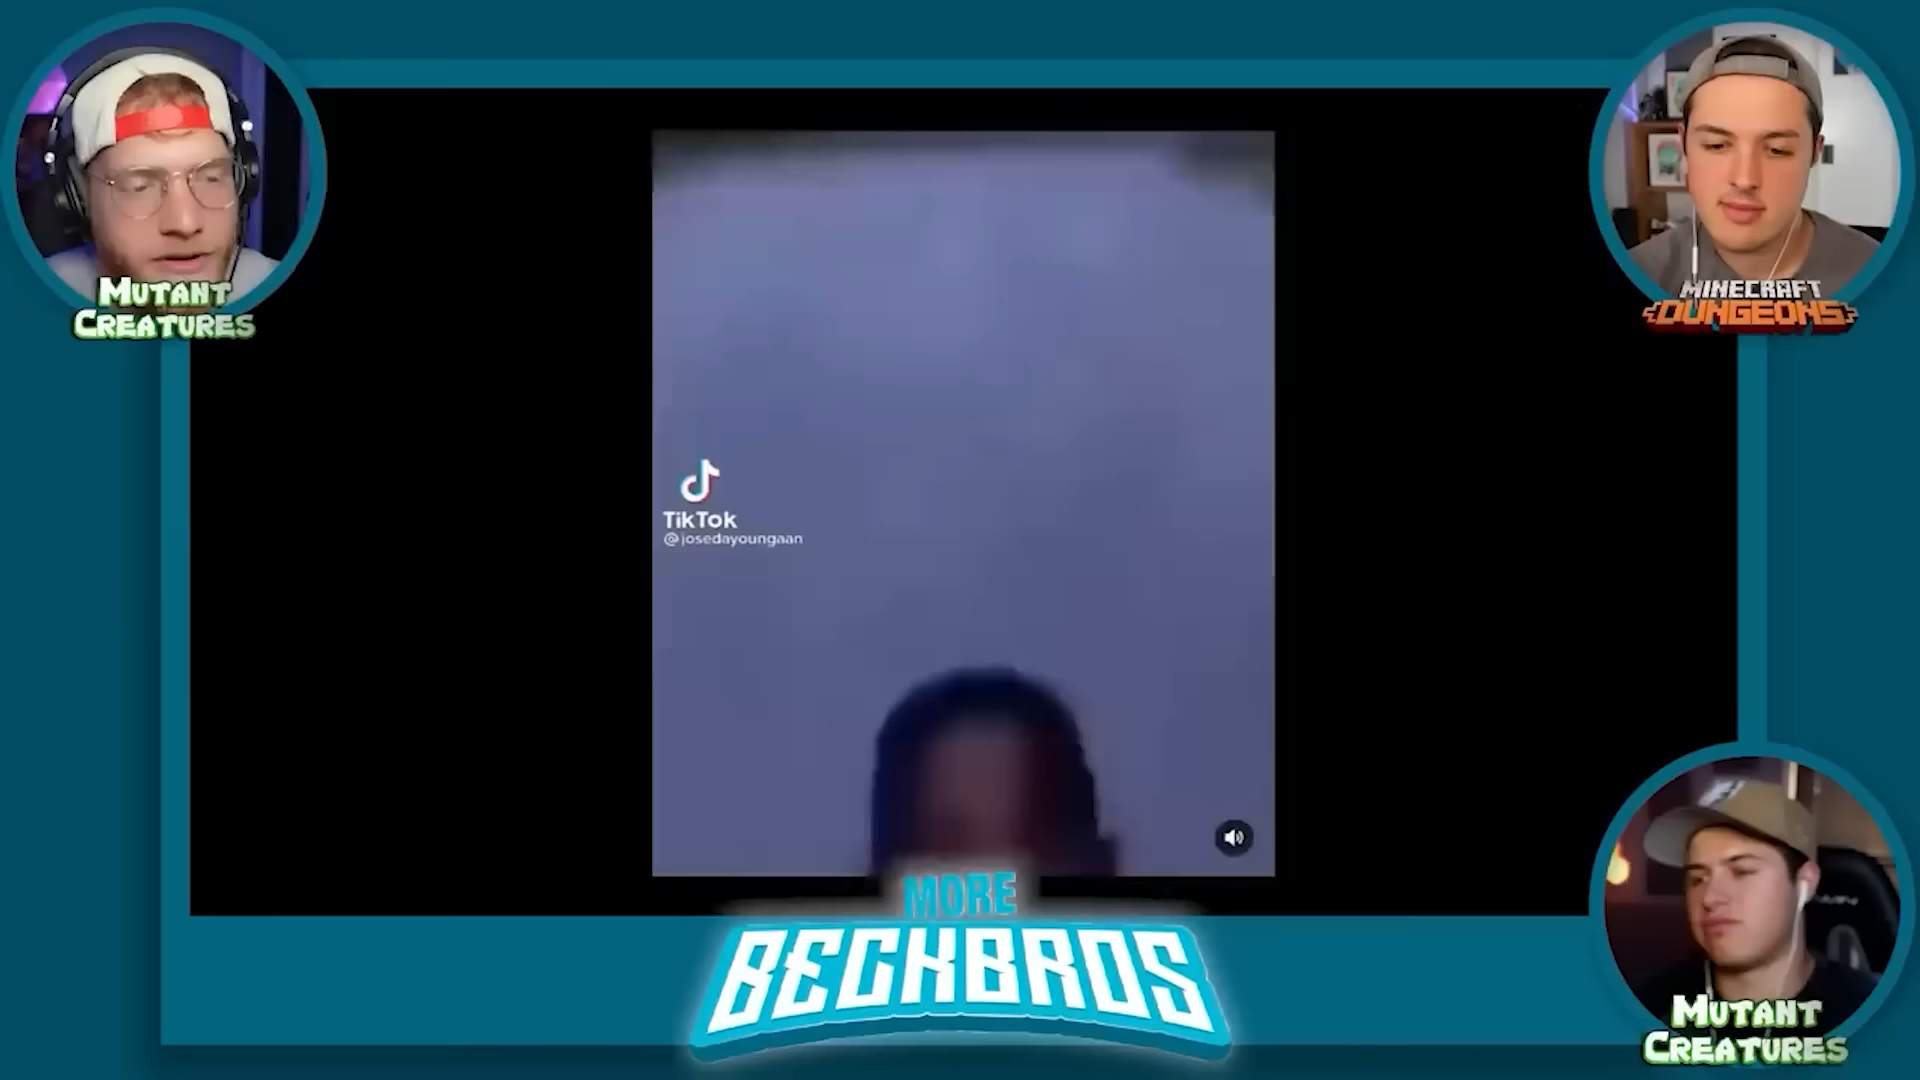 MUTANT
CREATURES
MINECRAFT
DUNGEONS
TikTok
@josedayoungaan
MORE
BECKBROS
MUTANT
CREATURES